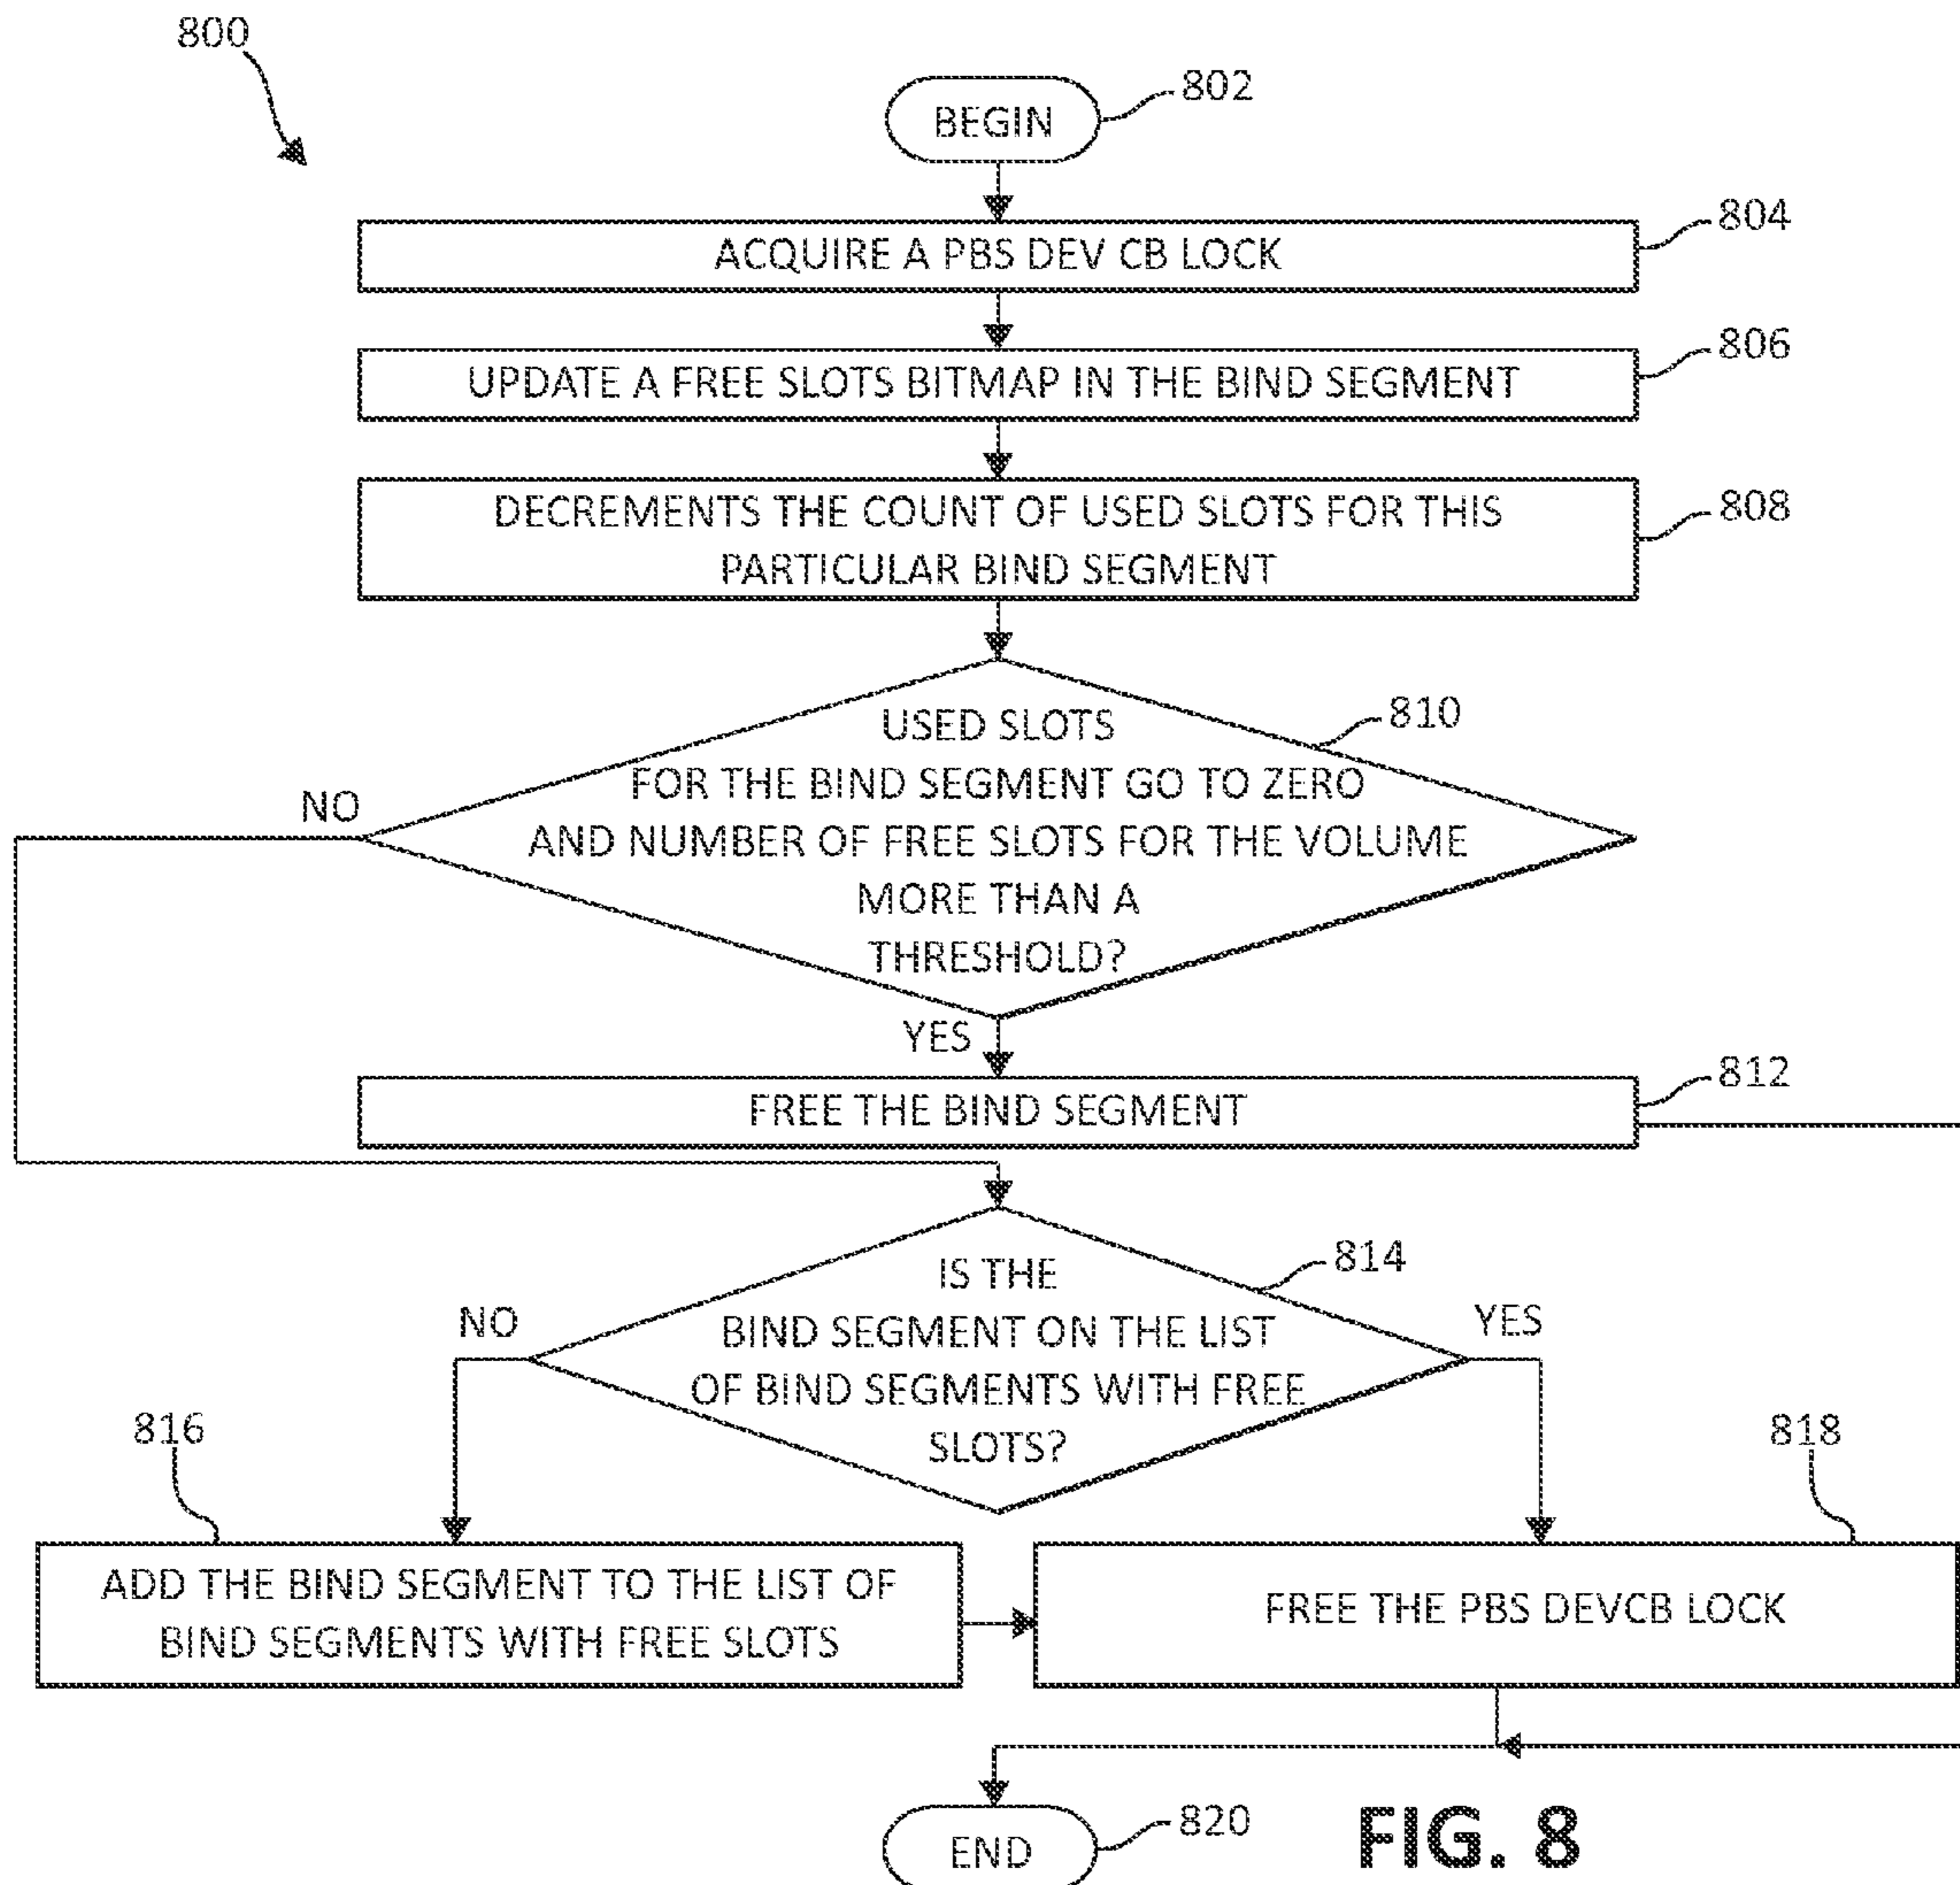 800
BEGIN
802
ACQUIRE A PBS DEV CB LOCK
804
UPDATE A FREE SLOTS BITMAP IN THE BIND SEGMENT
806
DECREMENTS THE COUNT OF USED SLOTS FOR THIS
PARTICULAR BIND SEGMENT
808
USED SLOTS
FOR THE BIND SEGMENT GO TO ZERO
AND NUMBER OF FREE SLOTS FOR THE VOLUME
MORE THAN A
THRESHOLD?
810
NO
YES
FREE THE BIND SEGMENT
812
IS THE
BIND SEGMENT ON THE LIST
OF BIND SEGMENTS WITH FREE
SLOTS?
814
NO
YES
816
ADD THE BIND SEGMENT TO THE LIST OF
BIND SEGMENTS WITH FREE SLOTS
818
FREE THE PBS DEVCB LOCK
END
820
FIG. 8